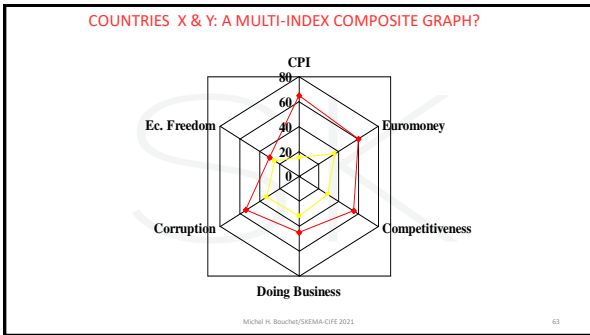 COUNTRIES X & Y: A MULTI-INDEX COMPOSITE GRAPH?
CPI
80
60
40
20
0
Ec. Freedom
Euromoney
Corruption
Competitiveness
Doing Business
SK
Michel H. Bouchet/SKEMA-CIFE 2021
63